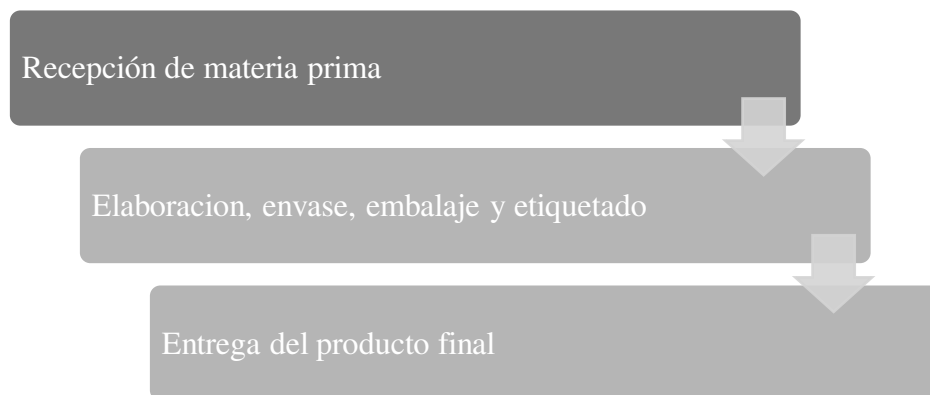 Recepción de materia prima
Elaboracion, envase, embalaje y etiquetado
Entrega del producto final